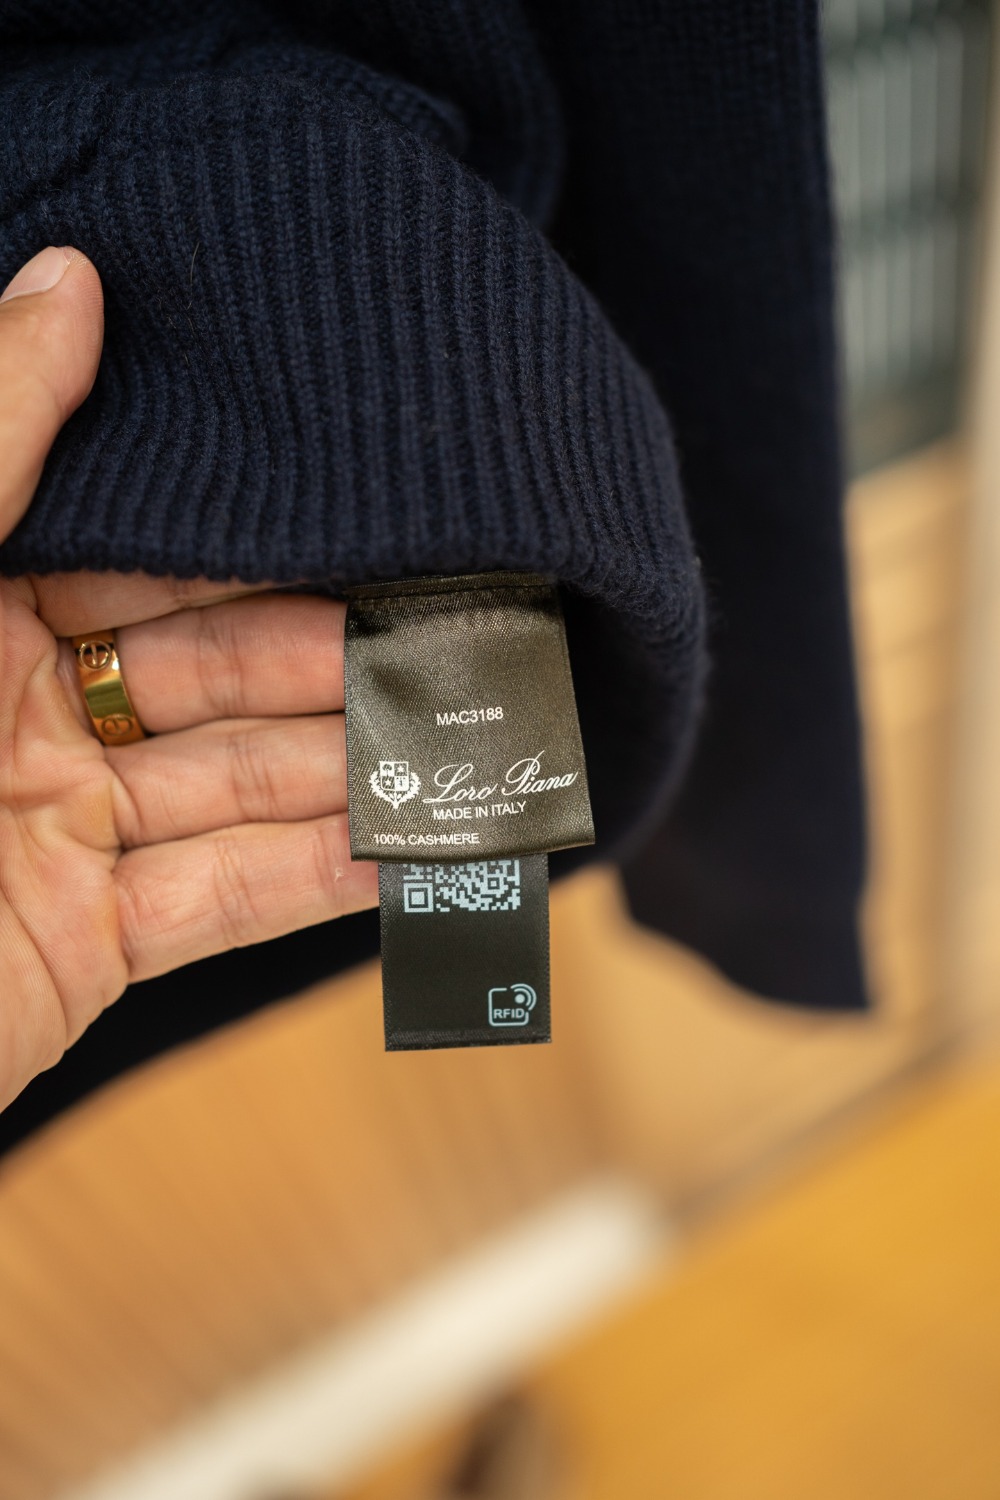 MAC3188
Loro Piana
MADE IN ITALY
100% CASHMERE
RFID